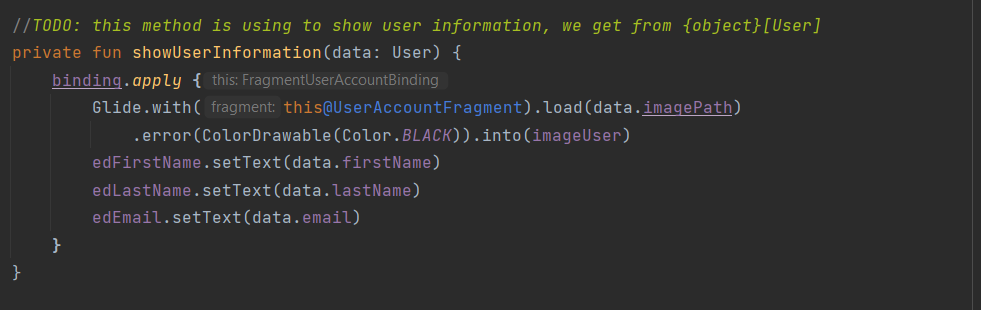 //TODO: this method is using to show user information, we get from {object}[User]
private fun showUserInformation(data: User) {
binding.apply { this: FragmentUserAccountBinding
Glide.with( fragment: this@UserAccountFragment).load(data.imagePath)
.error(ColorDrawable(Color.BLACK)).into(imageUser)
edFirstName.setText(data.firstName)
edLastName.setText(data.lastName)
edEmail.setText(data.email)
}
}